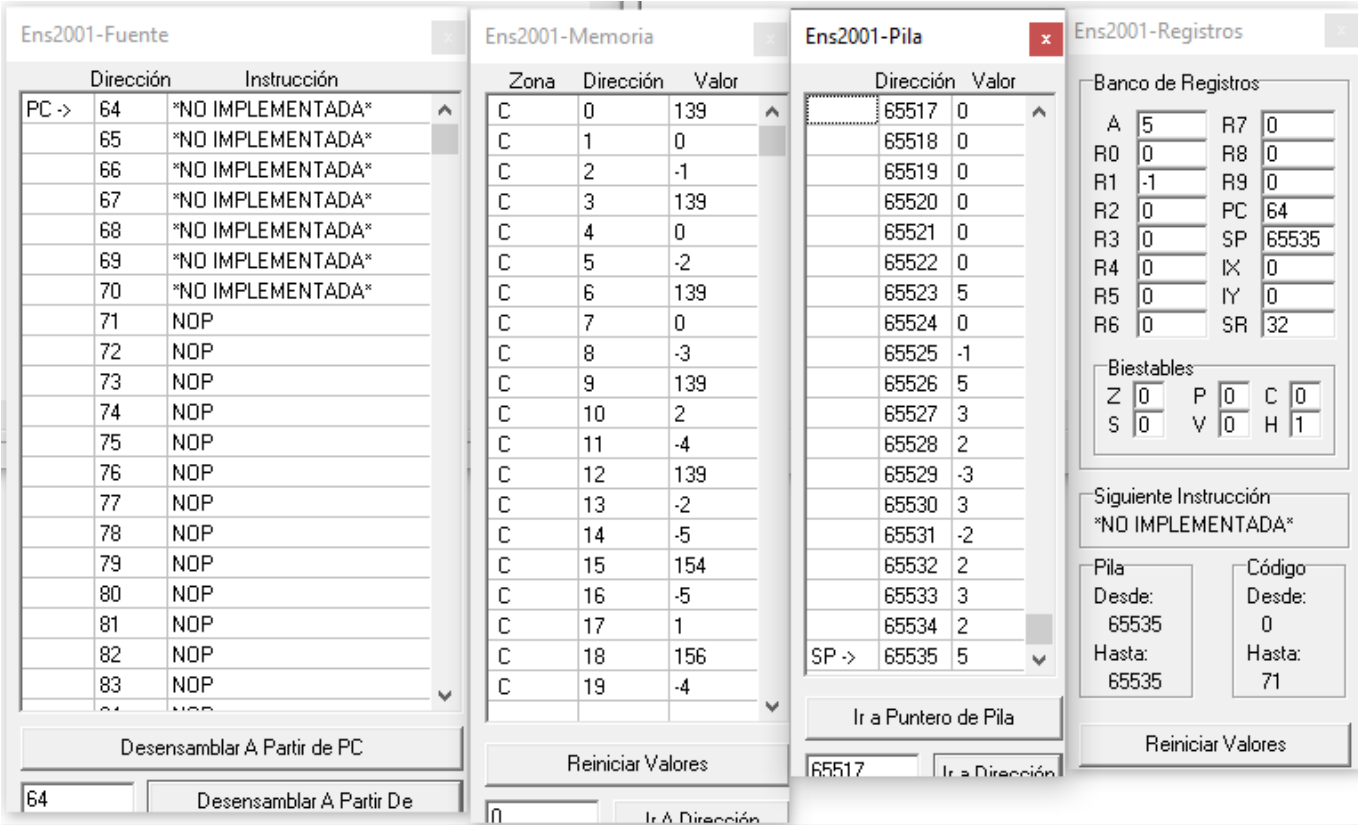 Ens2001-Fuente
x
Dirección Instrucción
PC -> 64 *NO IMPLEMENTADA*
65 *NO IMPLEMENTADA*
66 *NO IMPLEMENTADA*
67 *NO IMPLEMENTADA*
68 *NO IMPLEMENTADA*
69 *NO IMPLEMENTADA*
70 *NO IMPLEMENTADA*
71 NOP
72 NOP
73 NOP
74 NOP
75 NOP
76 NOP
77 NOP
78 NOP
79 NOP
80 NOP
81 NOP
82 NOP
83 NOP
Desensamblar A Partir de PC
64 Desensamblar A Partir De
Ens2001-Memoria
x
Zona Dirección Valor
C 0 139
C 1 0
C 2 -1
C 3 139
C 4 0
C 5 -2
C 6 139
C 7 0
C 8 -3
C 9 139
C 10 2
C 11 -4
C 12 139
C 13 -2
C 14 -5
C 15 154
C 16 -5
C 17 1
C 18 156
C 19 -4
Reiniciar Valores
0 Ir A Dirección
Ens2001-Pila
x
Dirección Valor
65517 0
65518 0
65519 0
65520 0
65521 0
65522 0
65523 5
65524 0
65525 -1
65526 5
65527 3
65528 2
65529 -3
65530 3
65531 -2
65532 2
65533 3
65534 2
SP -> 65535 5
Ir a Puntero de Pila
65517 Ir a Dirección
Ens2001-Registros
x
Banco de Registros
A 5 R7 0
R0 0 R8 0
R1 -1 R9 0
R2 0 PC 64
R3 0 SP 65535
R4 0 IX 0
R5 0 IY 0
R6 0 SR 32
Biestables
Z 0 P 0 C 0
S 0 V 0 H 1
Siguiente Instrucción
*NO IMPLEMENTADA*
Pila
Desde:
65535
Hasta:
65535
Código
Desde:
0
Hasta:
71
Reiniciar Valores